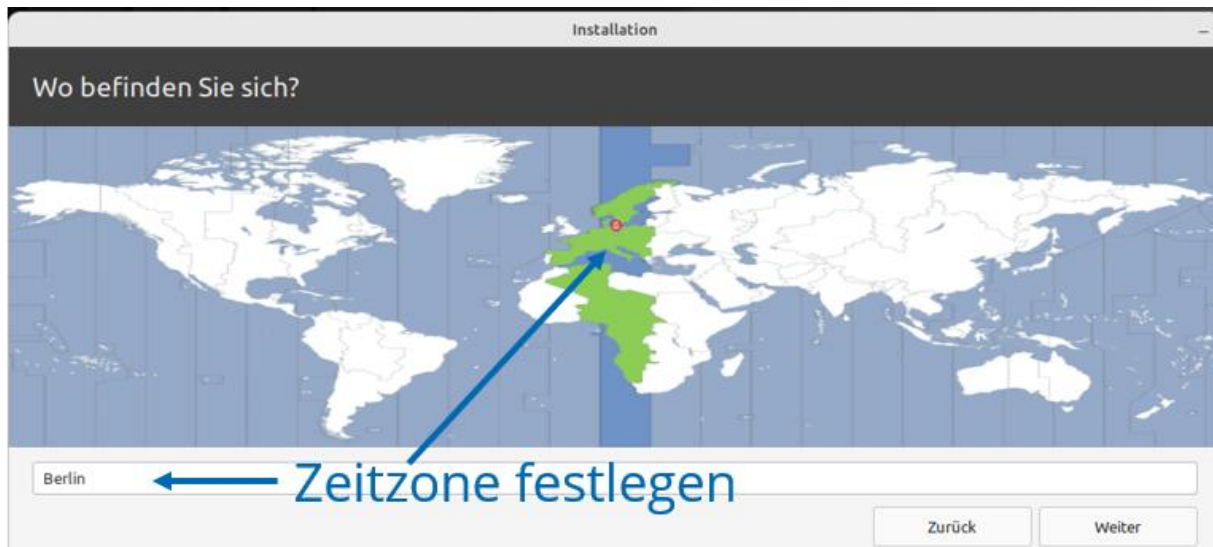 Installation
Wo befinden Sie sich?
Berlin
Zeitzone festlegen
Zurück
Weiter